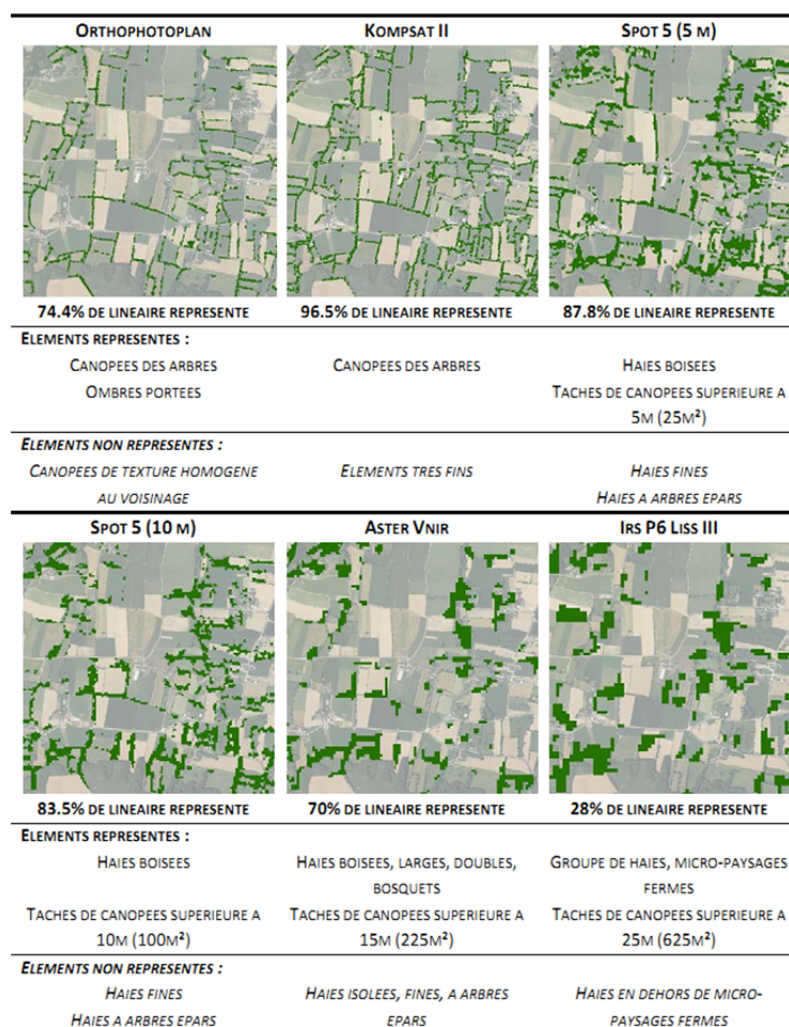 ORTHOPHOTOPLAN KOMPSAT II SPOT 5 (5 M)
74.4% DE LINEAIRE REPRESENTE 96.5% DE LINEAIRE REPRESENTE 87.8% DE LINEAIRE REPRESENTE
ELEMENTS REPRESENTES :
CANOPEES DES ARBRES CANOPEES DES ARBRES HAIES BOISEES
OMBRES PORTEES TACHES DE CANOPEES SUPERIEURE A
5M (25M²)
ELEMENTS NON REPRESENTES :
CANOPEES DE TEXTURE HOMOGENE ELEMENTS TRES FINS HAIES FINES
AU VOISINAGE HAIES A ARBRES EPARS
SPOT 5 (10 M) ASTER VNIR IRS P6 LISS III
83.5% DE LINEAIRE REPRESENTE 70% DE LINEAIRE REPRESENTE 28% DE LINEAIRE REPRESENTE
ELEMENTS REPRESENTES :
HAIES BOISEES HAIES BOISEES, LARGES, DOUBLES, GROUPE DE HAIES, MICRO-PAYSAGES
BOSQUETS FERMES
TACHES DE CANOPEES SUPERIEURE A TACHES DE CANOPEES SUPERIEURE A TACHES DE CANOPEES SUPERIEURE A
10M (100M²) 15M (225M²) 25M (625M²)
ELEMENTS NON REPRESENTES :
HAIES FINES HAIES ISOLEES, FINES, A ARBRES HAIES EN DEHORS DE MICRO-
HAIES A ARBRES EPARS EPARS PAYSAGES FERMES